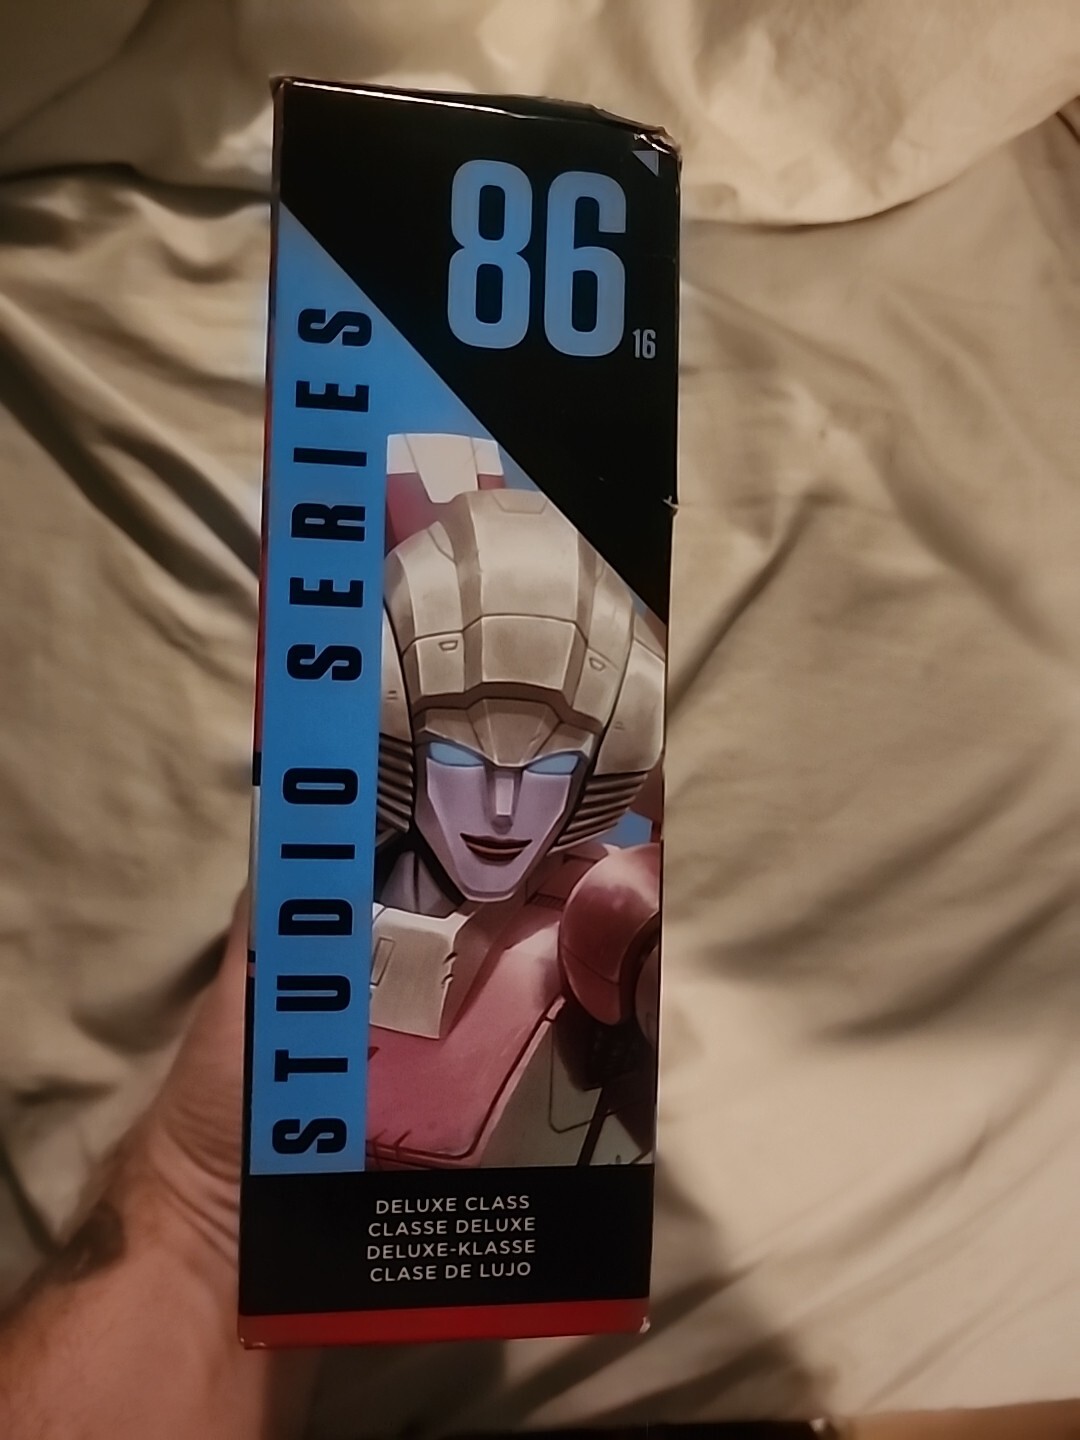 86
16
STUDIO SERIES
DELUXE CLASS
CLASSE DELUXE
DELUXE-KLASSE
CLASE DE LUJO